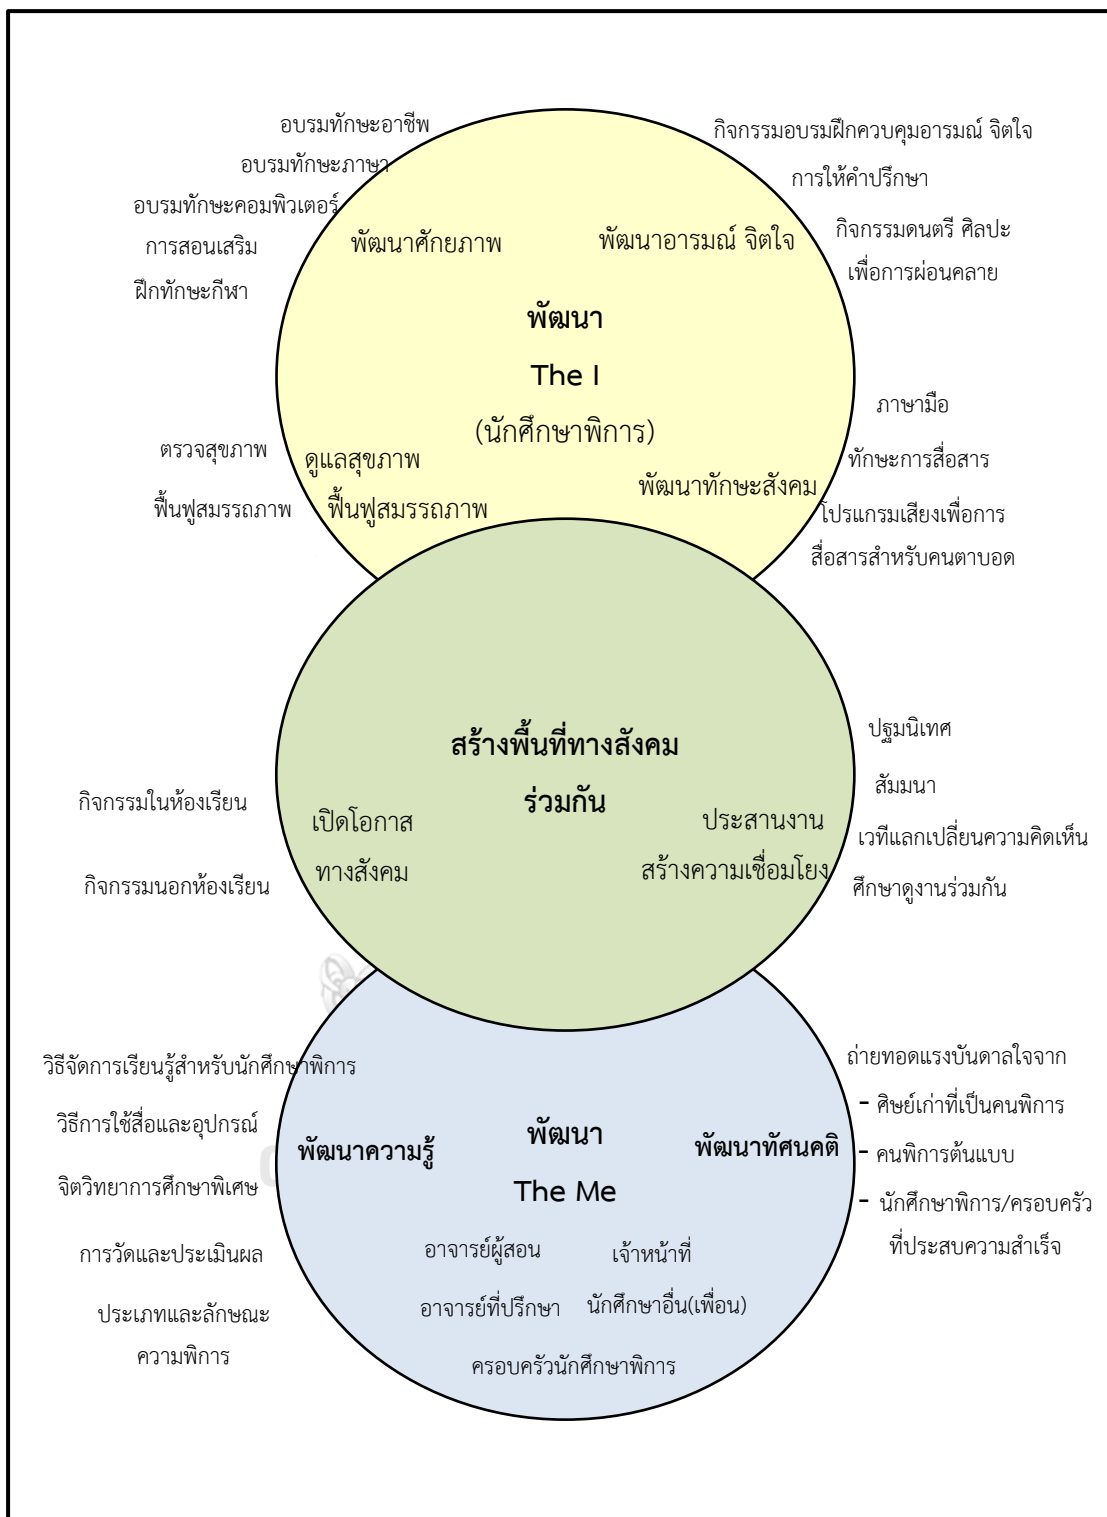 อบรมทักษะอาชีพ
อบรมทักษะภาษา
อบรมทักษะคอมพิวเตอร์
การสอนเสริม
ฝึกทักษะกีฬา
กิจกรรมอบรมฝึกควบคุมอารมณ์ จิตใจ
การให้คำปรึกษา
กิจกรรมดนตรี ศิลปะ
เพื่อการผ่อนคลาย
พัฒนาศักยภาพ
พัฒนาอารมณ์ จิตใจ
พัฒนา
The I
(นักศึกษาพิการ)
ตรวจสุขภาพ
ฟื้นฟูสมรรถภาพ
ดูแลสุขภาพ
ฟื้นฟูสมรรถภาพ
พัฒนาทักษะสังคม
ภาษามือ
ทักษะการสื่อสาร
โปรแกรมเสียงเพื่อการ
สื่อสารสำหรับคนตาบอด
สร้างพื้นที่ทางสังคม
ร่วมกัน
กิจกรรมในห้องเรียน
กิจกรรมนอกห้องเรียน
เปิดโอกาส
ทางสังคม
ประสานงาน
สร้างความเชื่อมโยง
ปฐมนิเทศ
สัมมนา
เวทีแลกเปลี่ยนความคิดเห็น
ศึกษาดูงานร่วมกัน
วิธีจัดการเรียนรู้สำหรับนักศึกษาพิการ
วิธีการใช้สื่อและอุปกรณ์
จิตวิทยาการศึกษาพิเศษ
การวัดและประเมินผล
ประเภทและลักษณะ
ความพิการ
พัฒนาความรู้
พัฒนา
The Me
พัฒนาทัศนคติ
อาจารย์ผู้สอน
เจ้าหน้าที่
อาจารย์ที่ปรึกษา
นักศึกษาอื่น(เพื่อน)
ครอบครัวนักศึกษาพิการ
ถ่ายทอดแรงบันดาลใจจาก
- ศิษย์เก่าที่เป็นคนพิการ
- คนพิการต้นแบบ
- นักศึกษาพิการ/ครอบครัว
ที่ประสบความสำเร็จ